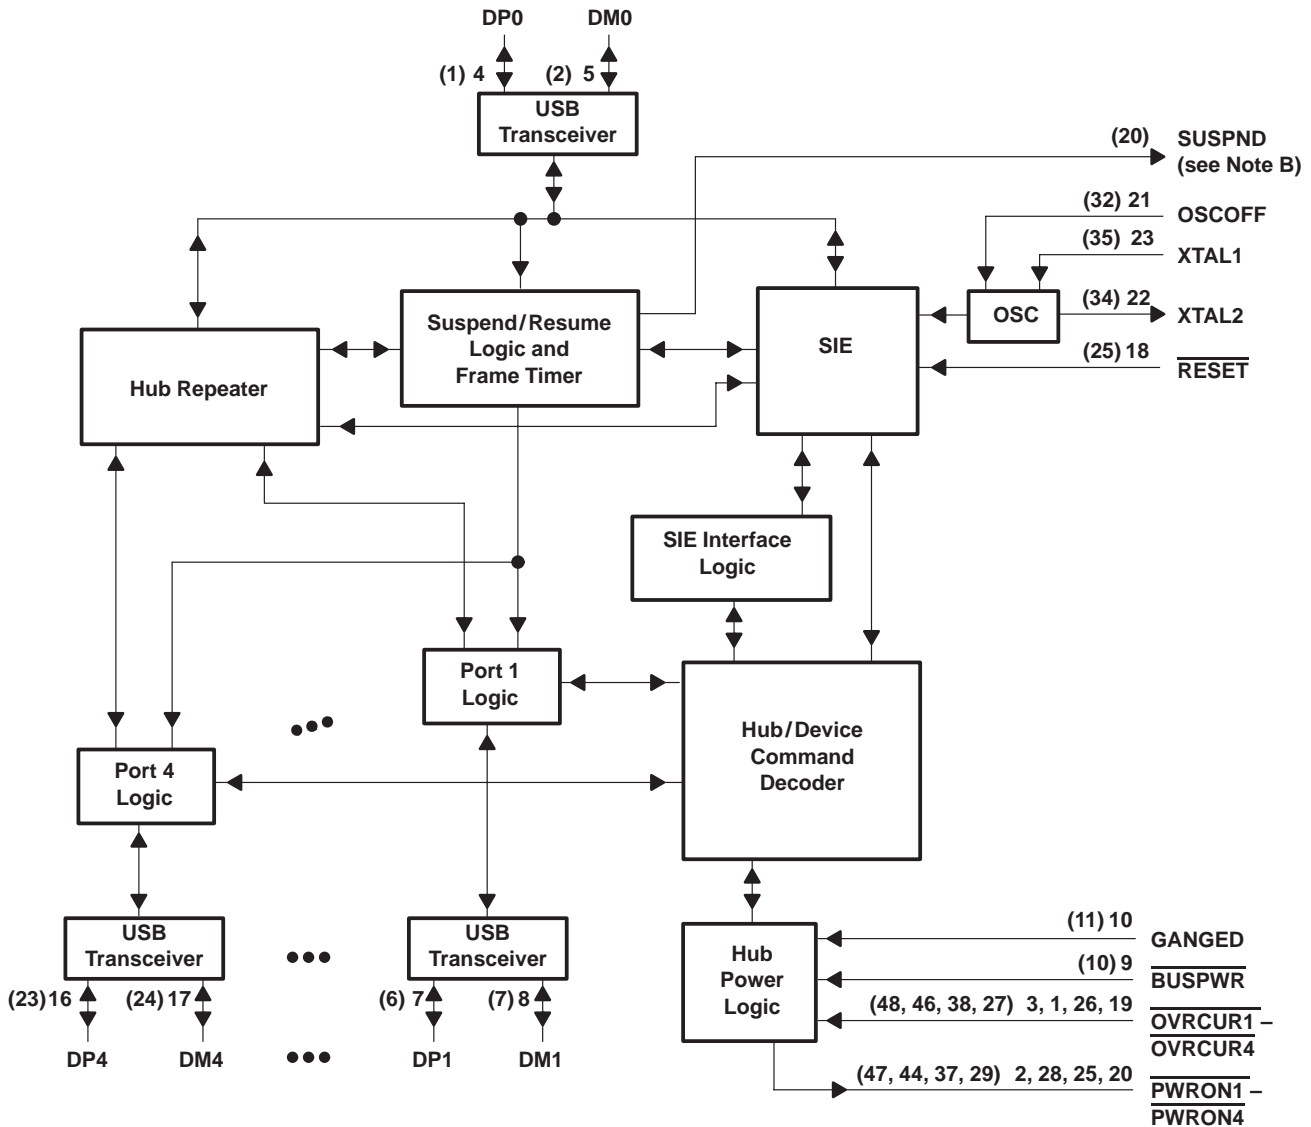 DP0 DM0
(1) 4 (2) 5
USB
Transceiver
(20) SUSPND
(see Note B)
(32) 21 OSCOFF
(35) 23 XTAL1
OSC (34) 22 XTAL2
(25) 18 RESET
Suspend/Resume
Logic and
Frame Timer
SIE
Hub Repeater
SIE Interface
Logic
Port 1
Logic
Hub/Device
Command
Decoder
Port 4
Logic
USB
Transceiver
USB
Transceiver
(23) 16 (24) 17 (6) 7 (7) 8
DP4 DM4 DP1 DM1
Hub
Power
Logic
(11) 10 GANGED
(10) 9 BUSPWR
(48, 46, 38, 27) 3, 1, 26, 19 OVRCUR1 –
OVRCUR4
(47, 44, 37, 29) 2, 28, 25, 20 PWRON1 –
PWRON4